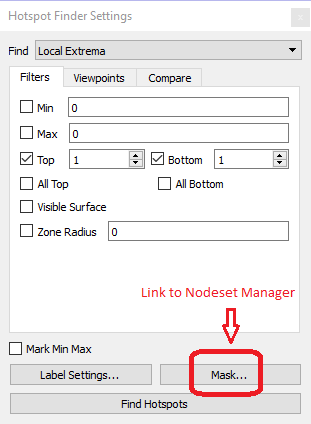 Hotspot Finder Settings
Find Local Extrema
Filters Viewpoints Compare
Min 0
Max 0
Top 1 Bottom 1
All Top All Bottom
Visible Surface
Zone Radius 0
Link to Nodeset Manager
Mark Min Max
Label Settings... Mask...
Find Hotspots